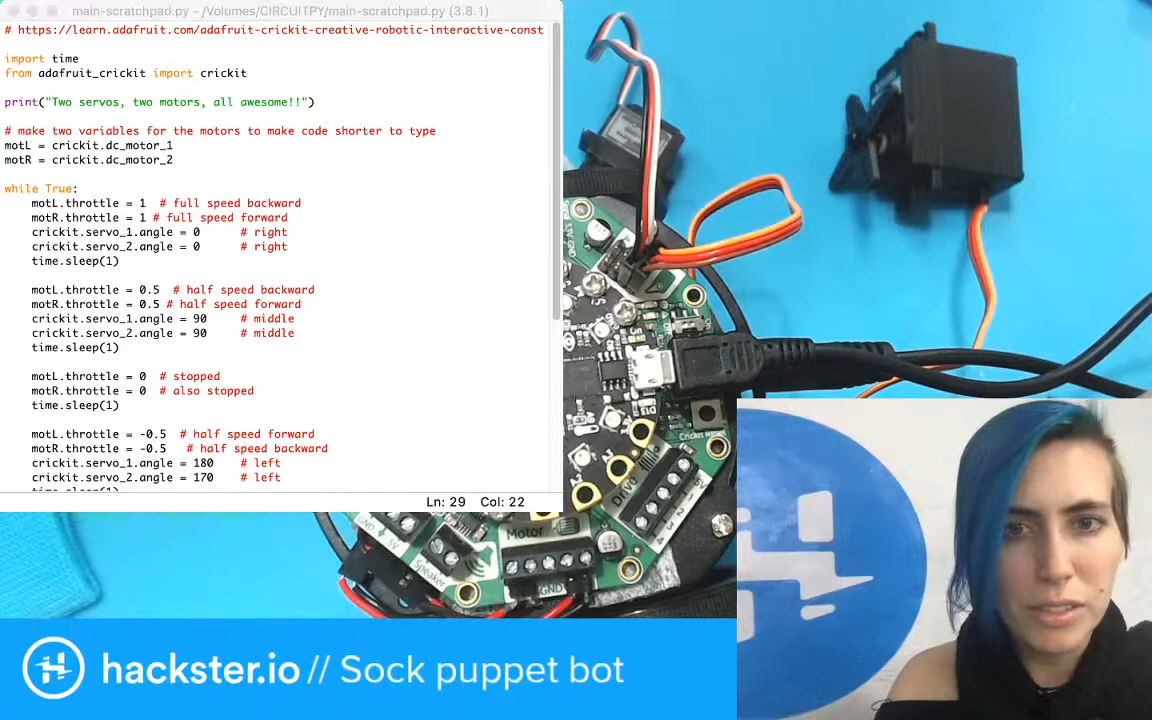 main-scratchpad.py - /Volumes/CIRCUITPY/main-scratchpad.py (3.8.1)
# https://learn.adafruit.com/adafruit-crickit-creative-robotic-interactive-const
import time
from adafruit_crickit import crickit
print("Two servos, two motors, all awesome!!")
# make two variables for the motors to make code shorter to type
motL = crickit.dc_motor_1
motR = crickit.dc_motor_2
while True:
motL.throttle = 1 # full speed backward
motR.throttle = 1 # full speed forward
crickit.servo_1.angle = 0 # right
crickit.servo_2.angle = 0 # right
time.sleep(1)
motL.throttle = 0.5 # half speed backward
motR.throttle = 0.5 # half speed forward
crickit.servo_1.angle = 90 # middle
crickit.servo_2.angle = 90 # middle
time.sleep(1)
motL.throttle = 0 # stopped
motR.throttle = 0 # also stopped
time.sleep(1)
motL.throttle = -0.5 # half speed forward
motR.throttle = -0.5 # half speed backward
crickit.servo_1.angle = 180 # left
crickit.servo_2.angle = 170 # left
Ln: 29 Col: 22
Drive
Motor
Speaker
GND
hackster.io // Sock puppet bot